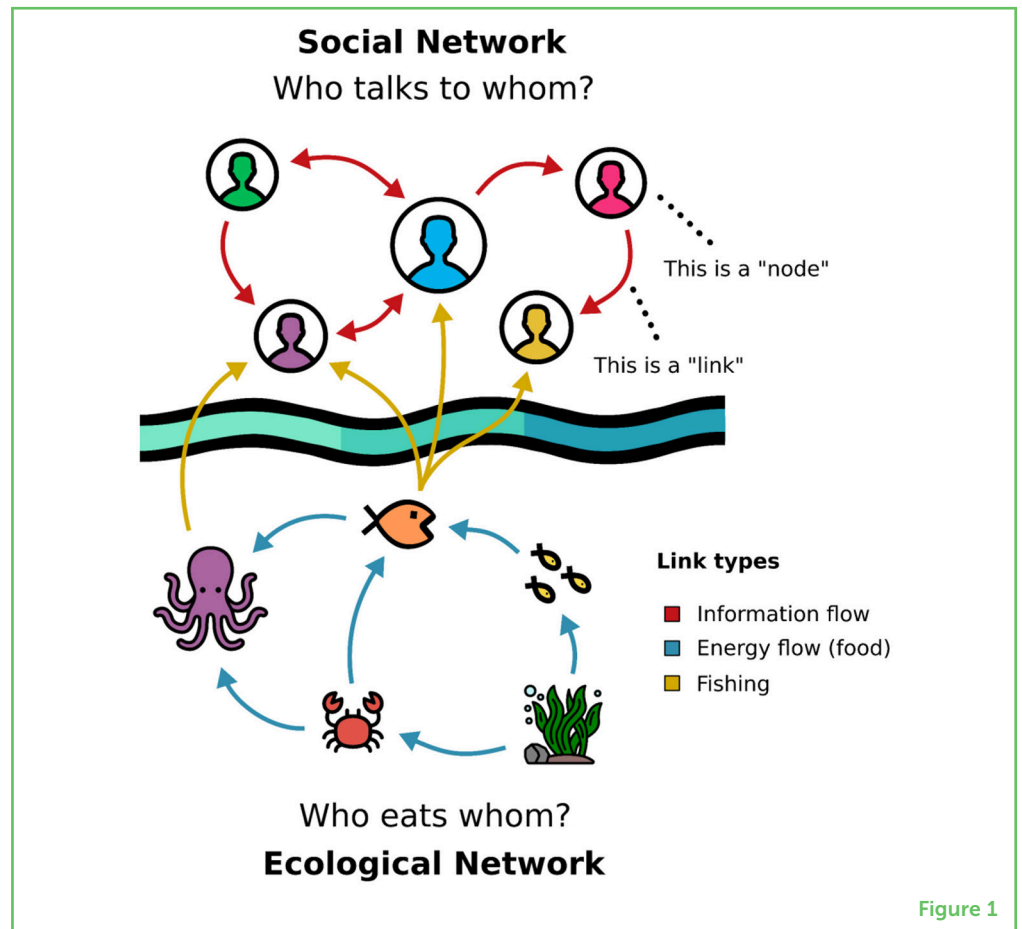 Social Network
Who talks to whom?
This is a "node"
This is a "link"
Link types
Information flow
Energy flow (food)
Fishing
Who eats whom?
Ecological Network
Figure 1